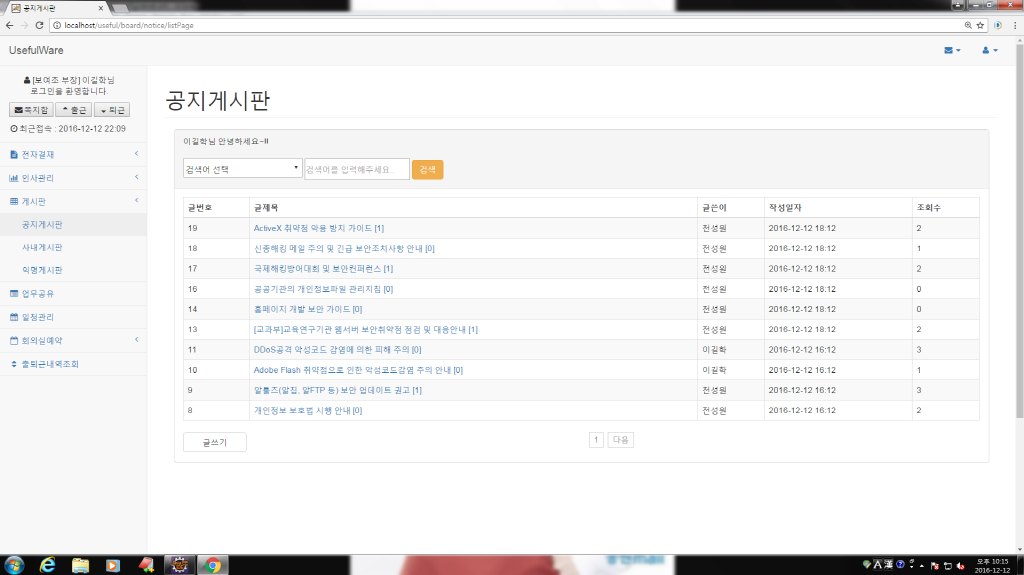 공지게시판
localhost/useful/board/notice/listPage
UsefulWare
[보여조 부장] 이길학님
로그인을 환영합니다.
쪽지함 출근 퇴근
최근접속 : 2016-12-12 22:09
전자결재
인사관리
게시판
공지게시판
사내게시판
익명게시판
업무공유
일정관리
회의실예약
출퇴근내역조회
공지게시판
이길학님 안녕하세요~!!
검색어 선택 검색어를 입력해주세요.. 검색
글번호 글제목 글쓴이 작성일자 조회수
19 ActiveX 취약점 악용 방지 가이드 [1] 전성원 2016-12-12 18:12 2
18 신종해킹 메일 주의 및 긴급 보안조치사항 안내 [0] 전성원 2016-12-12 18:12 1
17 국제해킹방어대회 및 보안컨퍼런스 [1] 전성원 2016-12-12 18:12 2
16 공공기관의 개인정보파일 관리지침 [0] 전성원 2016-12-12 18:12 0
14 홈페이지 개발 보안 가이드 [0] 전성원 2016-12-12 18:12 0
13 [교과부]교육연구기관 웹서버 보안취약점 점검 및 대응안내 [1] 전성원 2016-12-12 18:12 2
11 DDoS공격 악성코드 감염에 의한 피해 주의 [0] 이길학 2016-12-12 16:12 3
10 Adobe Flash 취약점으로 인한 악성코드감염 주의 안내 [0] 이길학 2016-12-12 16:12 1
9 알툴즈(알집, 알FTP 등) 보안 업데이트 권고 [1] 전성원 2016-12-12 16:12 3
8 개인정보 보호법 시행 안내 [0] 전성원 2016-12-12 16:12 2
글쓰기 1 다음
A 漢
오후 10:15
2016-12-12